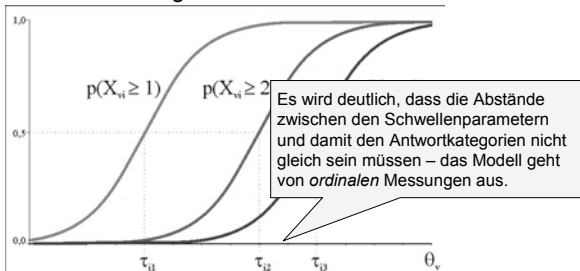 1,0
p(X_vi ≥ 1)
p(X_vi ≥ 2
Es wird deutlich, dass die Abstände
zwischen den Schwellenparametern
und damit den Antwortkategorien nicht
gleich sein müssen – das Modell geht
von ordinalen Messungen aus.
0,5
0,0
τ_i1
τ_i2
τ_i3
θ_v